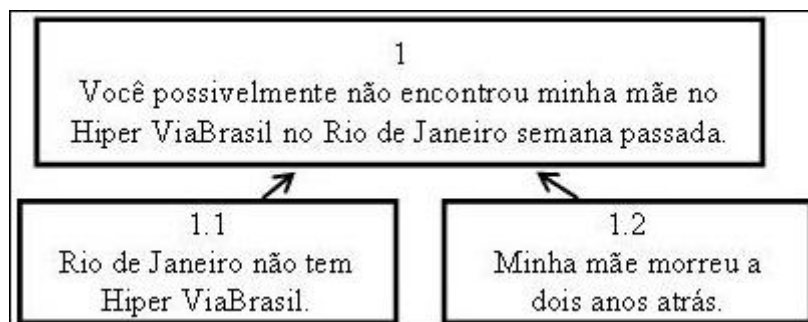 1
Você possivelmente não encontrou minha mãe no
Hiper ViaBrasil no Rio de Janeiro semana passada.
1.1
Rio de Janeiro não tem
Hiper ViaBrasil.
1.2
Minha mãe morreu a
dois anos atrás.